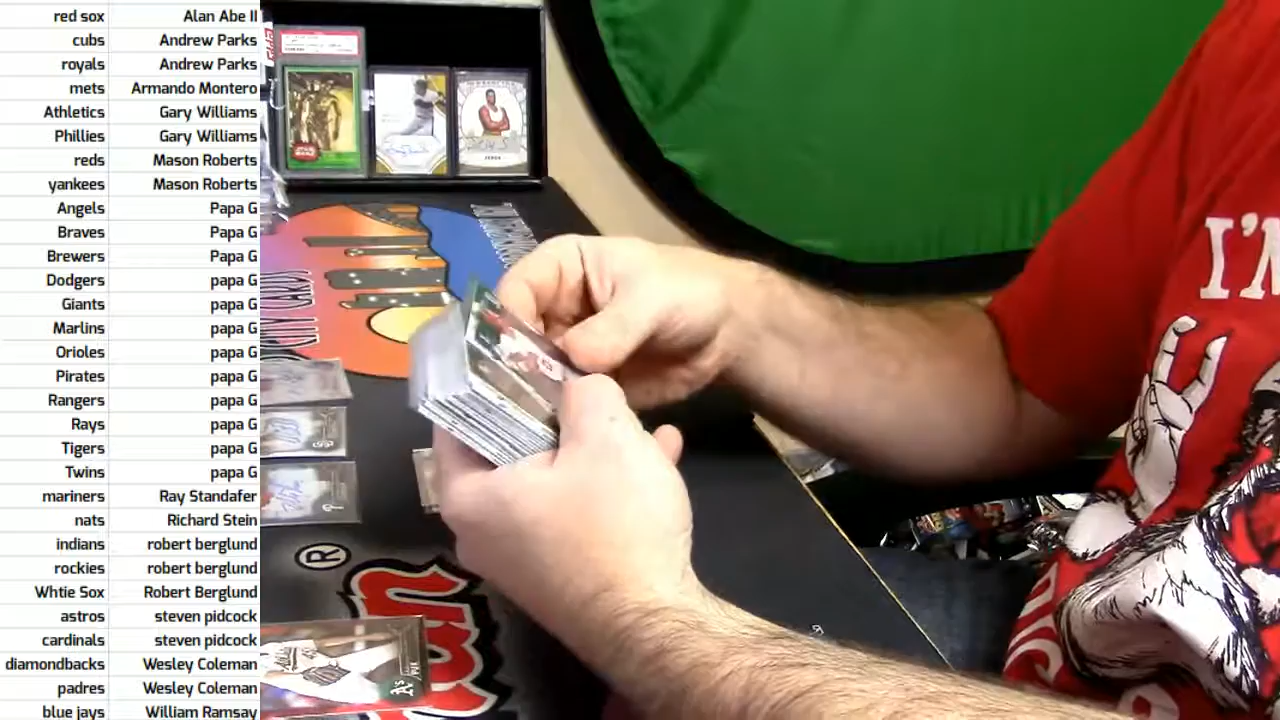 red sox Alan Abe II
cubs Andrew Parks
royals Andrew Parks
mets Armando Montero
Athletics Gary Williams
Phillies Gary Williams
reds Mason Roberts
yankees Mason Roberts
Angels Papa G
Braves Papa G
Brewers Papa G
Dodgers papa G
Giants papa G
Marlins papa G
Orioles papa G
Pirates papa G
Rangers papa G
Rays papa G
Tigers papa G
Twins papa G
mariners Ray Standafer
nats Richard Stein
indians robert berglund
rockies robert berglund
Whtie Sox Robert Berglund
astros steven pidcock
cardinals steven pidcock
diamondbacks Wesley Coleman
padres Wesley Coleman
blue jays William Ramsay
I'M
®
A's